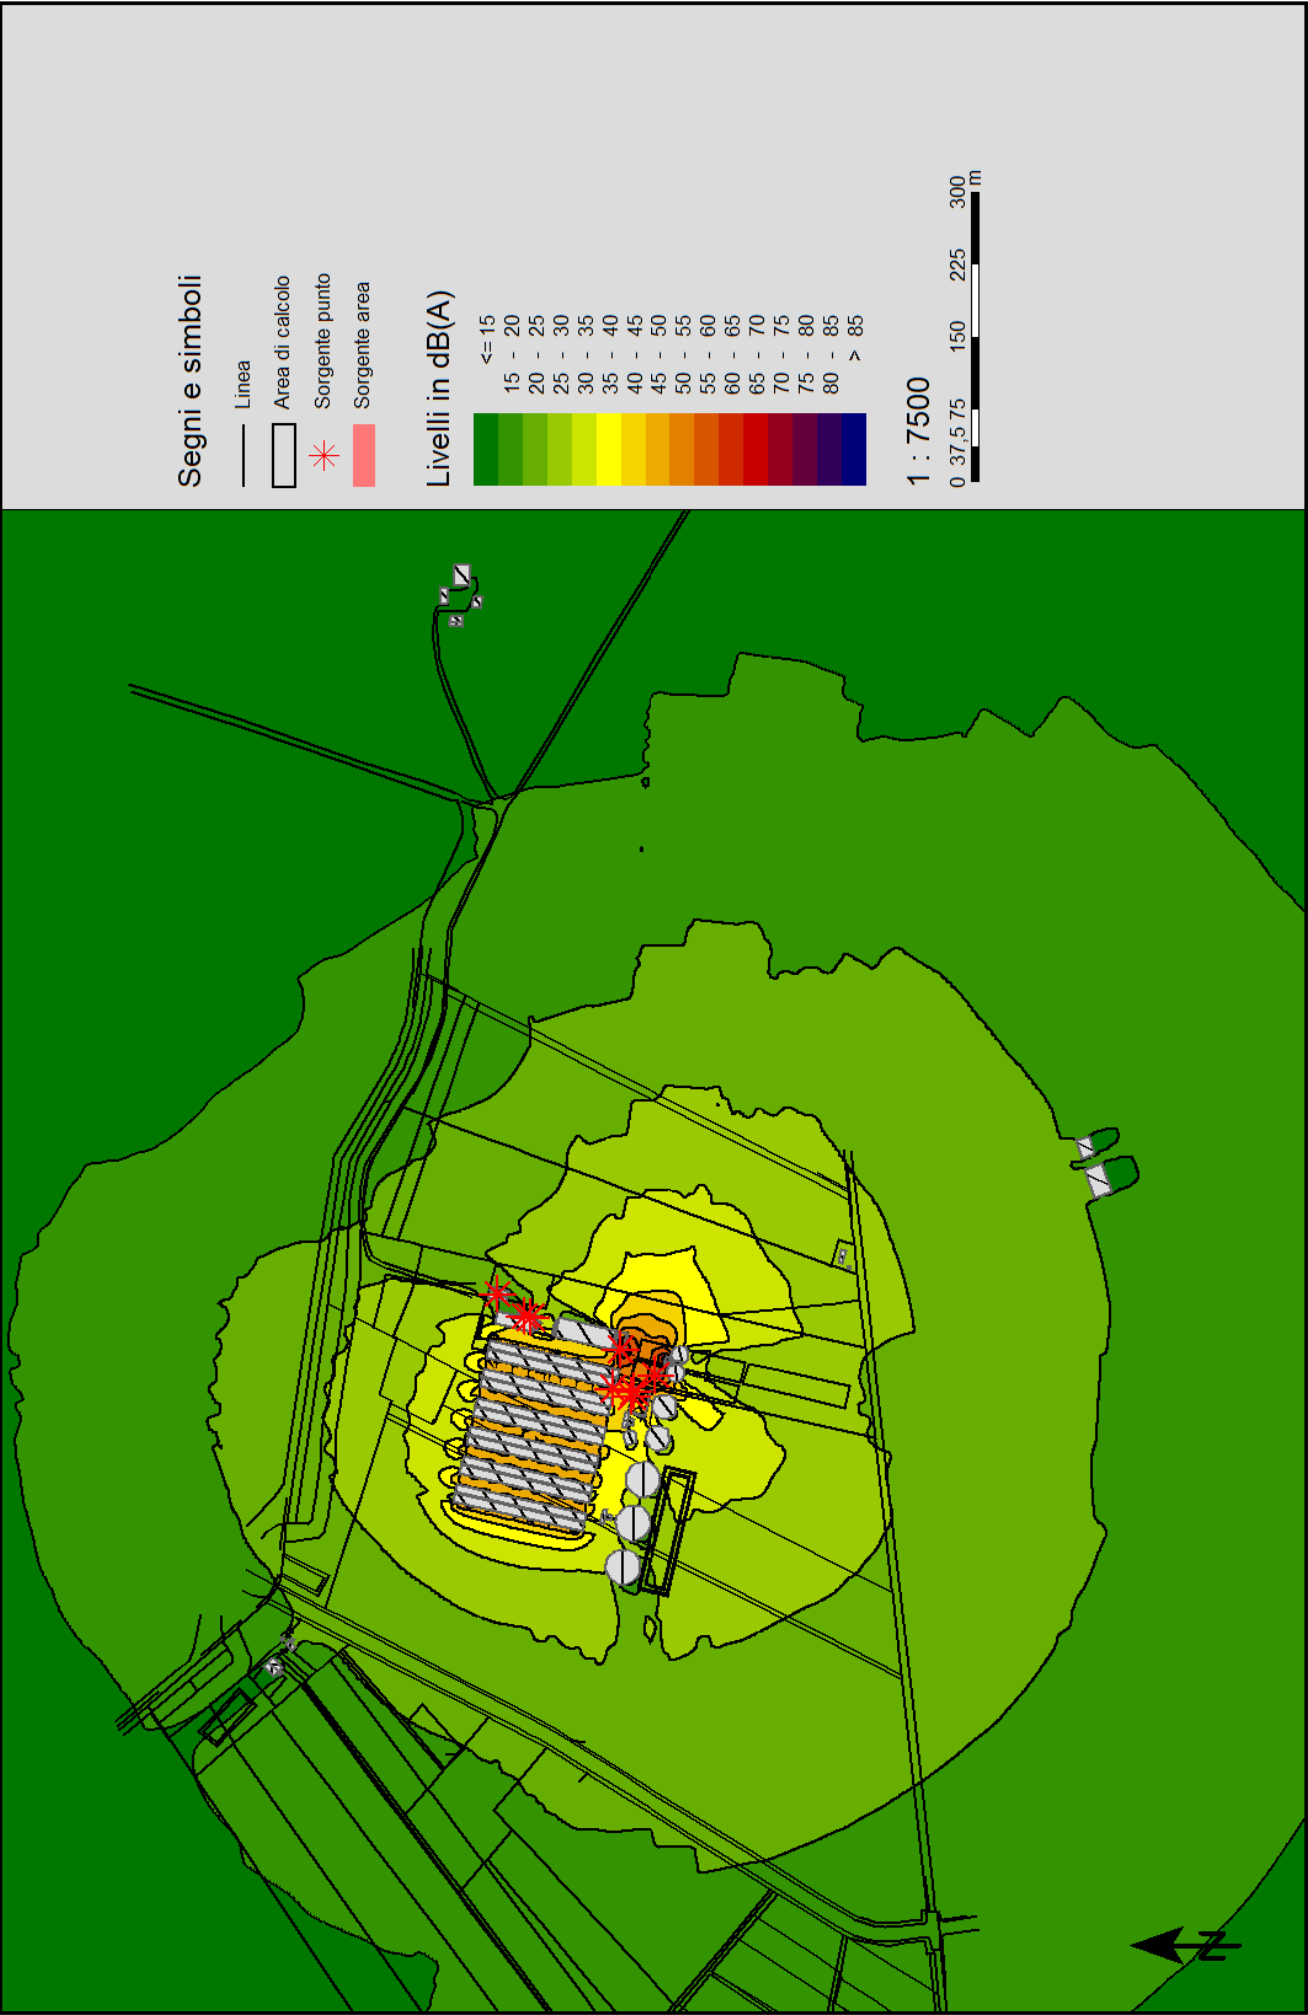 Segni e simboli
Linea
Area di calcolo
Sorgente punto
Sorgente area
Livelli in dB(A)
<= 15
15 - 20
20 - 25
25 - 30
30 - 35
35 - 40
40 - 45
45 - 50
50 - 55
55 - 60
60 - 65
65 - 70
70 - 75
75 - 80
80 - 85
> 85
1 : 7500
0 37,5 75 150 225 300
m
N